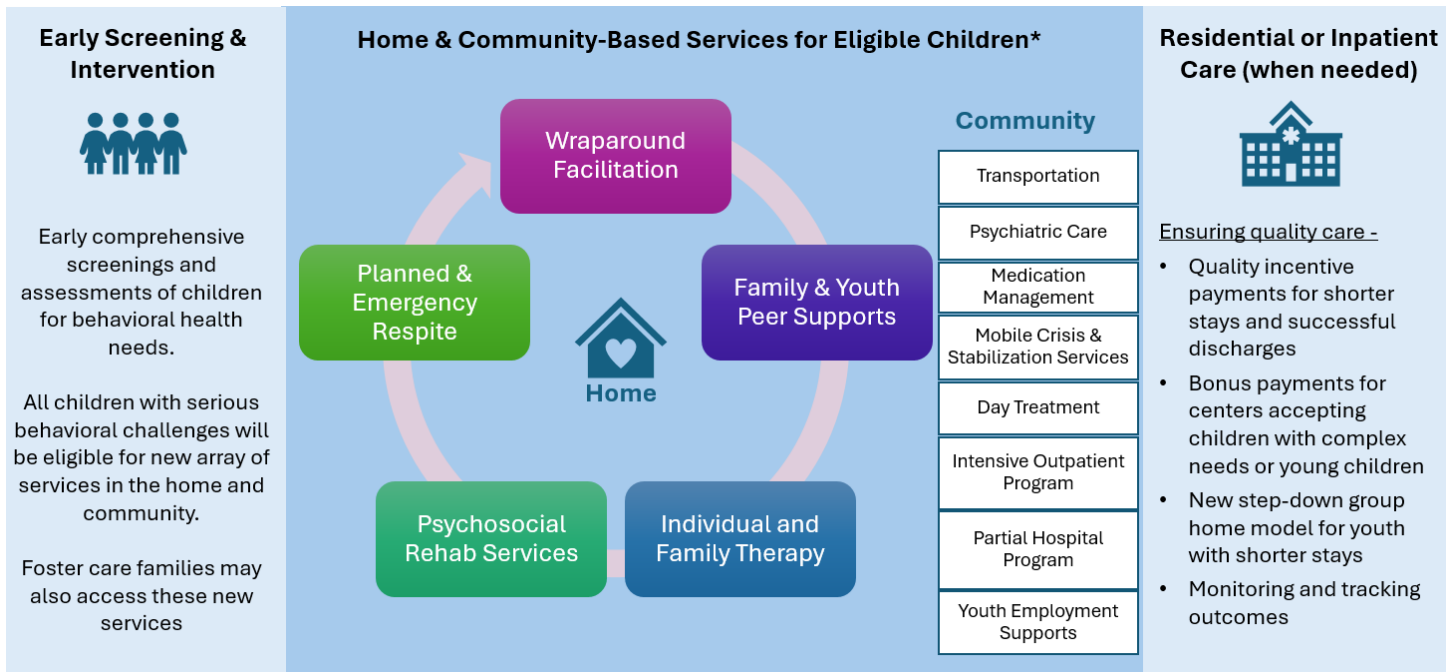 Early Screening &
Intervention
Early comprehensive
screenings and
assessments of children
for behavioral health
needs.
All children with serious
behavioral challenges will
be eligible for new array of
services in the home and
community.
Foster care families may
also access these new
services
Home & Community-Based Services for Eligible Children*
Wraparound
Facilitation
Family & Youth
Peer Supports
Individual and
Family Therapy
Psychosocial
Rehab Services
Planned &
Emergency
Respite
Home
Community
Transportation
Psychiatric Care
Medication
Management
Mobile Crisis &
Stabilization Services
Day Treatment
Intensive Outpatient
Program
Partial Hospital
Program
Youth Employment
Supports
Residential or Inpatient
Care (when needed)
Ensuring quality care -
• Quality incentive
payments for shorter
stays and successful
discharges
• Bonus payments for
centers accepting
children with complex
needs or young children
• New step-down group
home model for youth
with shorter stays
• Monitoring and tracking
outcomes